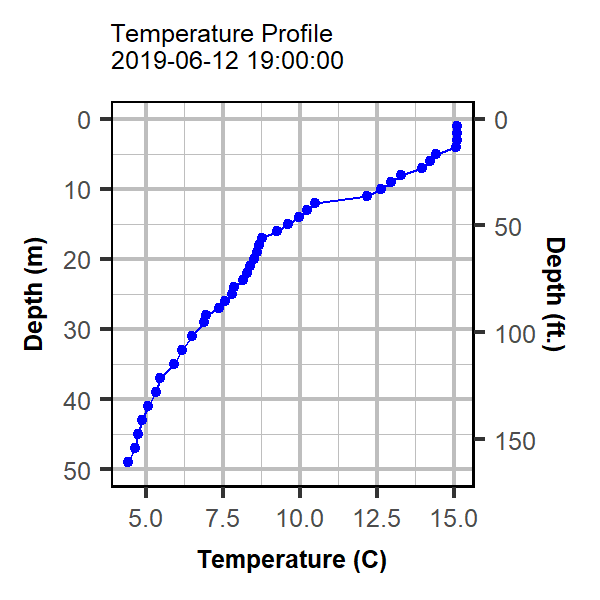 Temperature Profile
2019-06-12 19:00:00
0
10
20
30
40
50
Depth (m)
0
50
100
150
Depth (ft.)
5.0 7.5 10.0 12.5 15.0
Temperature (C)